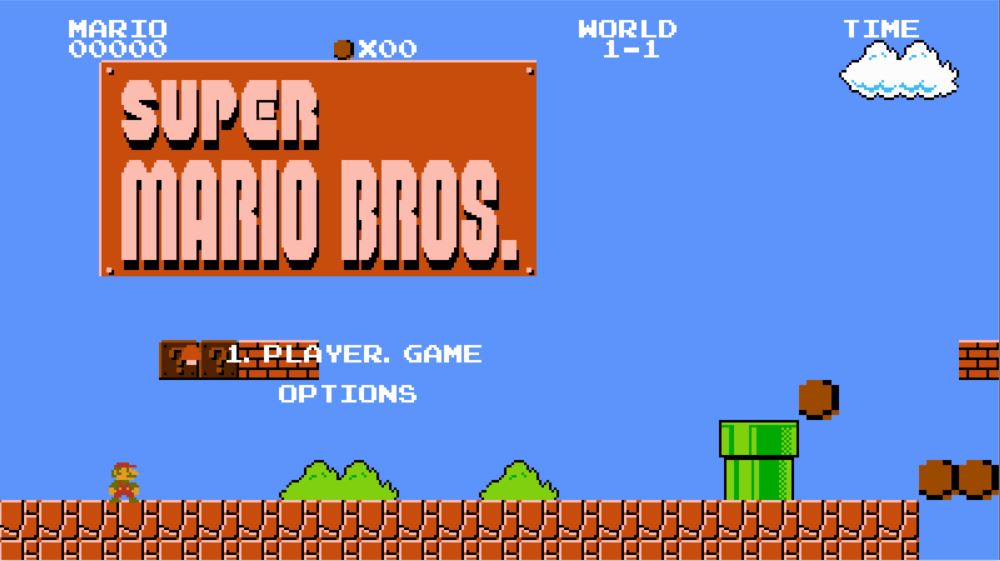 MARIO WORLD TIME
00000 X00 1-1
SUPER
MARIO BROS.
? ? 1. PLAYER. GAME
OPTIONS